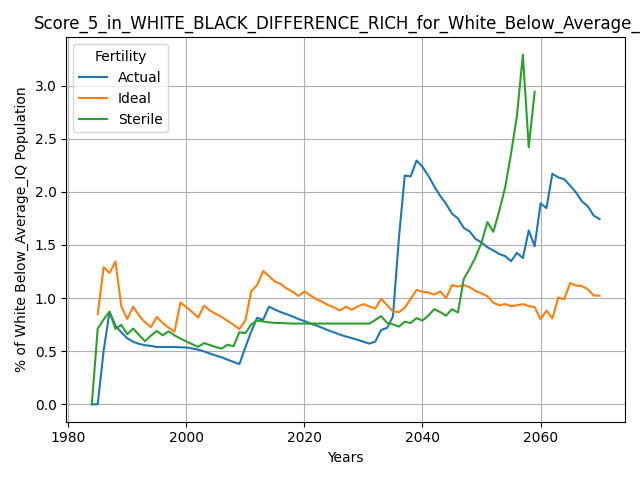 Score_5_in_WHITE_BLACK_DIFFERENCE_RICH_for_White_Below_Average_
Fertility
Actual
Ideal
Sterile
% of White Below_Average_IQ Population
3.0
2.5
2.0
1.5
1.0
0.5
0.0
1980
2000
2020
2040
2060
Years